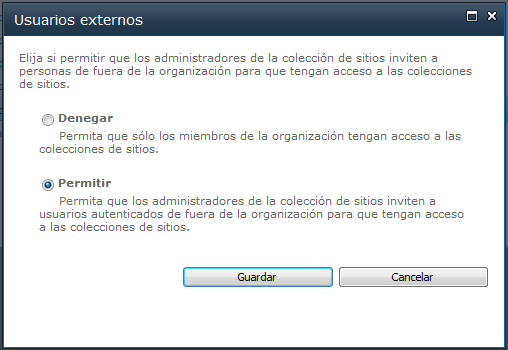 Usuarios externos
Elija si permitir que los administradores de la colección de sitios inviten a
personas de fuera de la organización para que tengan acceso a las colecciones
de sitios.
Denegar
Permita que sólo los miembros de la organización tengan acceso a las
colecciones de sitios.
Permitir
Permita que los administradores de la colección de sitios inviten a
usuarios autenticados de fuera de la organización para que tengan acceso
a las colecciones de sitios.
Guardar
Cancelar